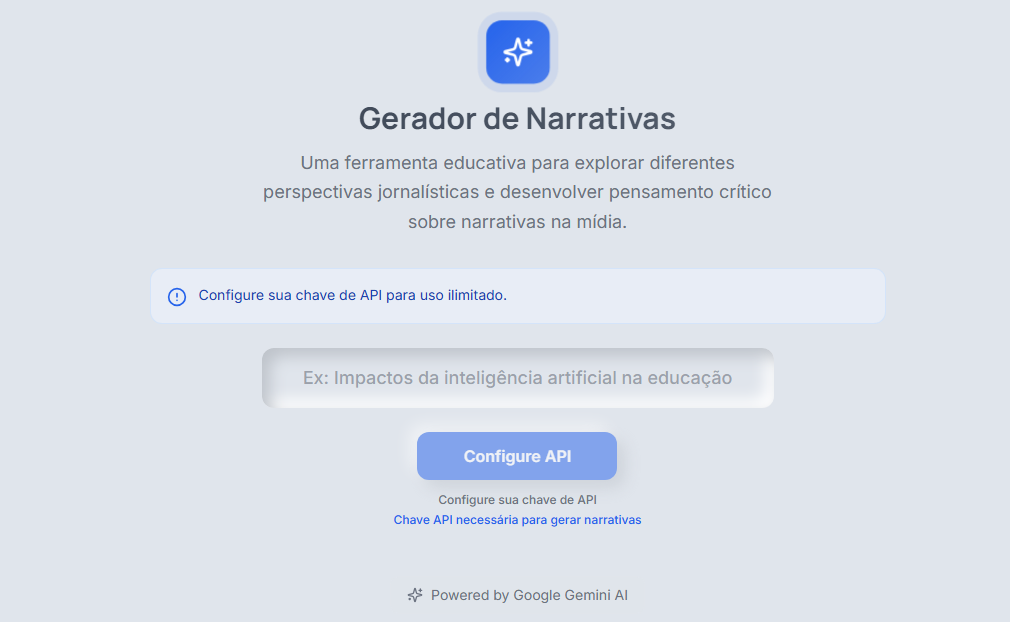 Gerador de Narrativas
Uma ferramenta educativa para explorar diferentes
perspectivas jornalísticas e desenvolver pensamento crítico
sobre narrativas na mídia.
Configure sua chave de API para uso ilimitado.
Ex: Impactos da inteligência artificial na educação
Configure API
Configure sua chave de API
Chave API necessária para gerar narrativas
Powered by Google Gemini AI